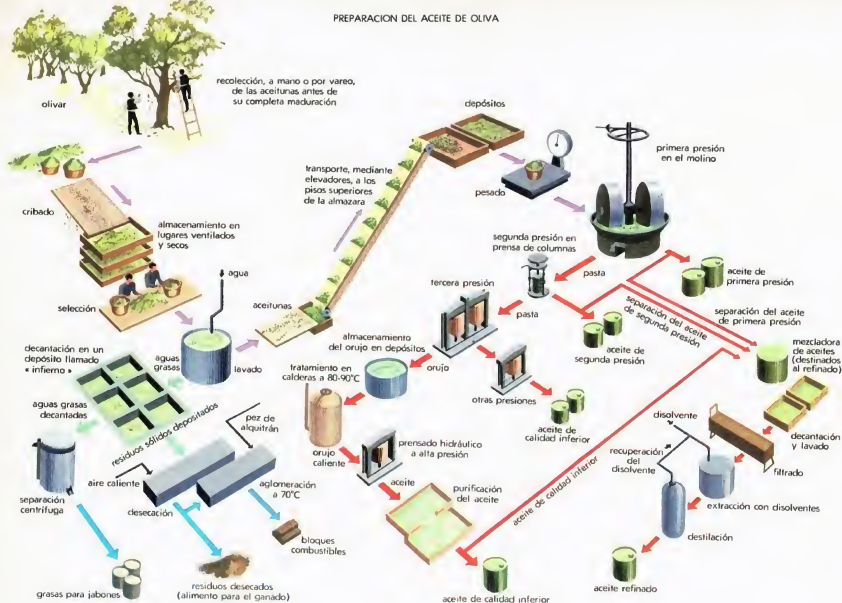 PREPARACION DEL ACEITE DE OLIVA
olivar
recolección, a mano o por vareo,
de las aceitunas antes de
su completa maduración
cribado
almacenamiento en
lugares ventilados
y secos
selección
agua
lavado
aceitunas
transporte, mediante
elevadores, a los
pisos superiores
de la almazara
depósitos
pesado
primera presión
en el molino
pasta
aceite de
primera presión
separación del aceite
de primera presión
segunda presión en
prensa de columnas
separación del aceite
de segunda presión
aceite de
segunda presión
pasta
tercera presión
otras presiones
aceite de
calidad inferior
orujo
almacenamiento
del orujo en depósitos
tratamiento en
calderas a 80-90°C
orujo
caliente
prensado hidráulico
a alta presión
aceite
purificación
del aceite
aceite de calidad inferior
aceite de calidad inferior
mezcladora
de aceites
(destinados
al refinado)
decantación
y lavado
filtrado
disolvente
recuperación
del
disolvente
extracción con disolventes
destilación
aceite refinado
decantación en un
depósito llamado
« infierno »
aguas
grasas
aguas grasas
decantadas
residuos sólidos depositados
separación
centrífuga
grasas para jabones
aire caliente
desecación
pez de
alquitrán
aglomeración
a 70°C
bloques
combustibles
residuos desecados
(alimento para el ganado)